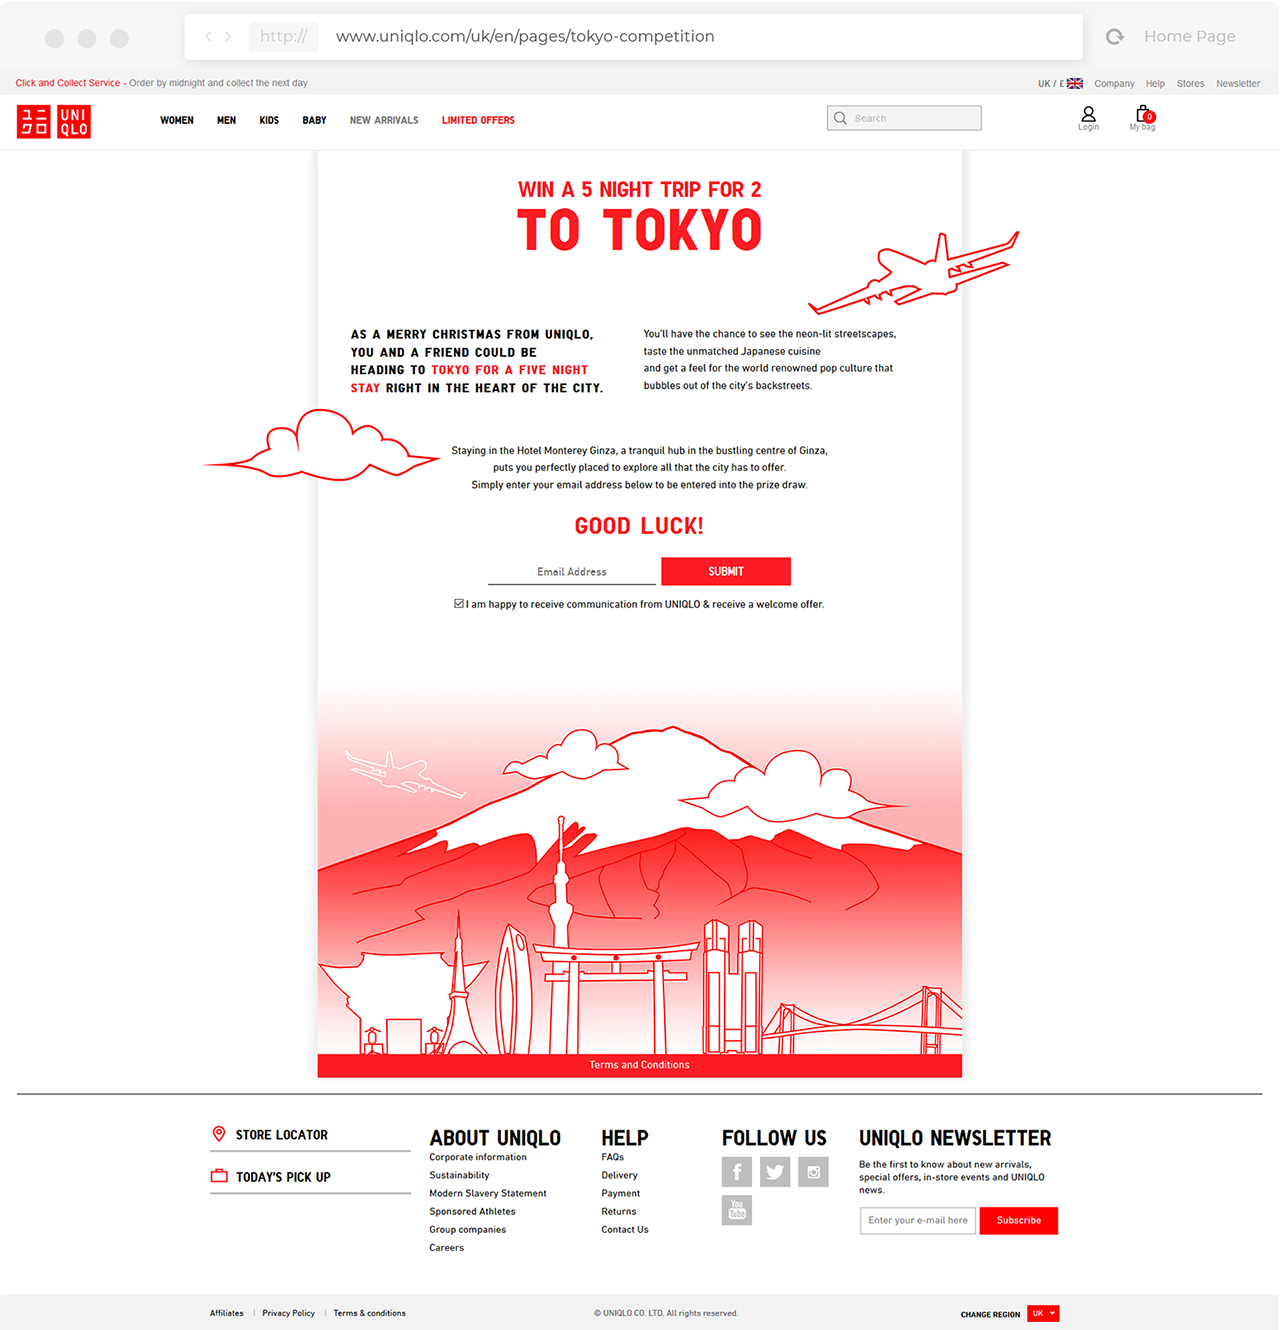 http://
www.uniqlo.com/uk/en/pages/tokyo-competition
Home Page
Click and Collect Service - Order by midnight and collect the next day
UK / £
Company
Help
Stores
Newsletter
ユニ
クロ
UNI
QLO
WOMEN
MEN
KIDS
BABY
NEW ARRIVALS
LIMITED OFFERS
Search
Login
0
My bag
WIN A 5 NIGHT TRIP FOR 2
TO TOKYO
AS A MERRY CHRISTMAS FROM UNIQLO,
YOU AND A FRIEND COULD BE
HEADING TO TOKYO FOR A FIVE NIGHT
STAY RIGHT IN THE HEART OF THE CITY.
You'll have the chance to see the neon-lit streetscapes,
taste the unmatched Japanese cuisine
and get a feel for the world renowned pop culture that
bubbles out of the city's backstreets.
Staying in the Hotel Monterey Ginza, a tranquil hub in the bustling centre of Ginza,
puts you perfectly placed to explore all that the city has to offer.
Simply enter your email address below to be entered into the prize draw.
GOOD LUCK!
Email Address
SUBMIT
I am happy to receive communication from UNIQLO & receive a welcome offer.
Terms and Conditions
STORE LOCATOR
TODAY'S PICK UP
ABOUT UNIQLO
Corporate information
Sustainability
Modern Slavery Statement
Sponsored Athletes
Group companies
Careers
HELP
FAQs
Delivery
Payment
Returns
Contact Us
FOLLOW US
You
Tube
UNIQLO NEWSLETTER
Be the first to know about new arrivals,
special offers, in-store events and UNIQLO
news.
Enter your e-mail here
Subscribe
Affiliates
Privacy Policy
Terms & conditions
© UNIQLO CO. LTD. All rights reserved.
CHANGE REGION
UK